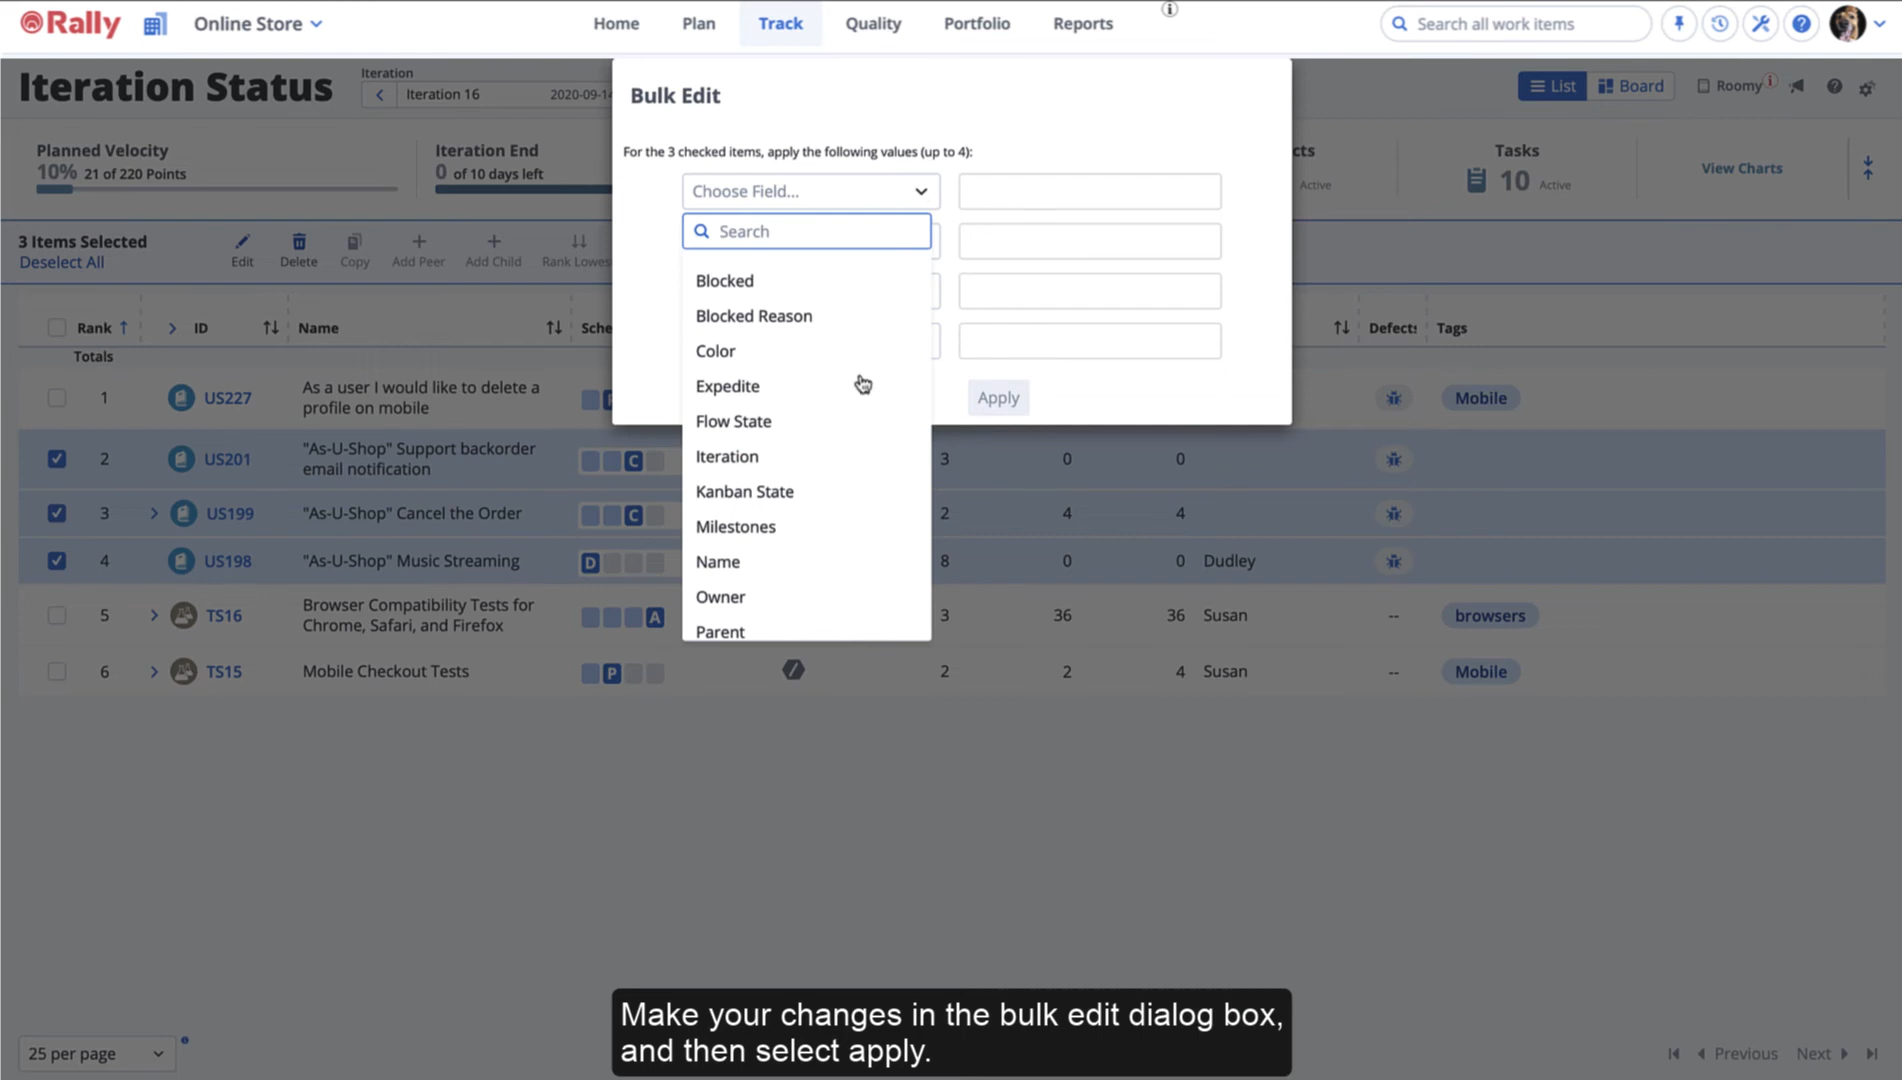 Rally
Online Store
Home
Plan
Track
Quality
Portfolio
Reports
Search all work items
Iteration Status
Iteration
Iteration 16
2020-09-14
List
Board
Roomy
Planned Velocity
10% 21 of 220 Points
Iteration End
0 of 10 days left
cts
Active
Tasks
10 Active
View Charts
Bulk Edit
For the 3 checked items, apply the following values (up to 4):
Choose Field...
Search
Blocked
Blocked Reason
Color
Expedite
Flow State
Iteration
Kanban State
Milestones
Name
Owner
Parent
Apply
3 Items Selected
Deselect All
Edit
Delete
Copy
Add Peer
Add Child
Rank Lowes
Rank
ID
Name
Sche
Defects
Tags
Totals
1
US227
As a user I would like to delete a
profile on mobile
Mobile
2
US201
"As-U-Shop" Support backorder
email notification
C
3
0
0
3
US199
"As-U-Shop" Cancel the Order
C
2
4
4
4
US198
"As-U-Shop" Music Streaming
D
8
0
0
Dudley
5
TS16
Browser Compatibility Tests for
Chrome, Safari, and Firefox
A
3
36
36
Susan
--
browsers
6
TS15
Mobile Checkout Tests
P
2
2
4
Susan
--
Mobile
Make your changes in the bulk edit dialog box,
and then select apply.
25 per page
Previous
Next